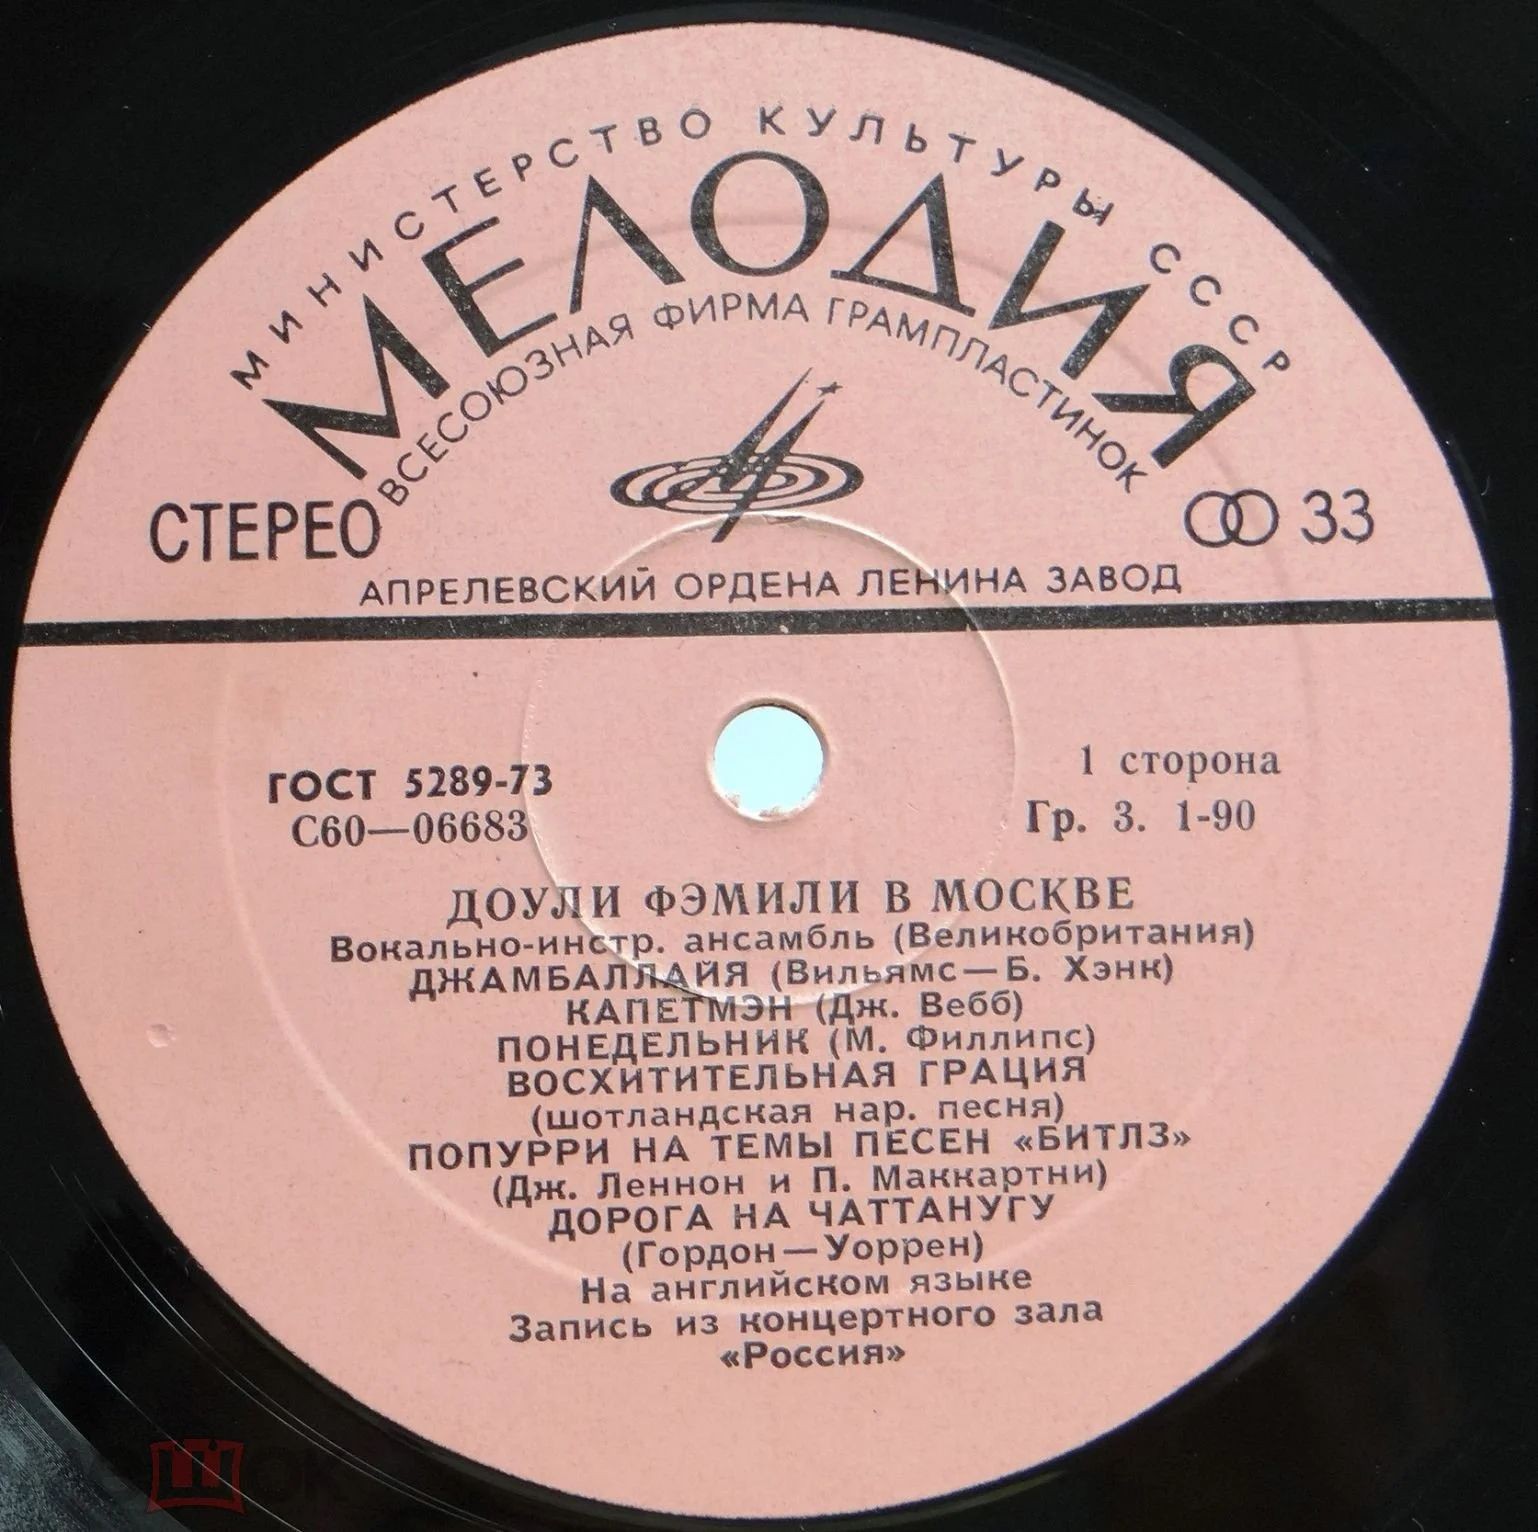 МИНИСТЕРСТВО КУЛЬТУРЫ СССР
МЕЛОДИЯ
ВСЕСОЮЗНАЯ ФИРМА ГРАМПЛАСТИНОК
СТЕРЕО
33
АПРЕЛЕВСКИЙ ОРДЕНА ЛЕНИНА ЗАВОД
ГОСТ 5289-73
1 сторона
С60—06683
Гр. 3. 1-90
ДОУЛИ ФЭМИЛИ В МОСКВЕ
Вокально-инстр. ансамбль (Великобритания)
ДЖАМБАЛЛАЙЯ (Вильямс—Б. Хэнк)
КАПЕТМЭН (Дж. Вебб)
ПОНЕДЕЛЬНИК (М. Филлипс)
ВОСХИТИТЕЛЬНАЯ ГРАЦИЯ
(шотландская нар. песня)
ПОПУРРИ НА ТЕМЫ ПЕСЕН «БИТЛЗ»
(Дж. Леннон и П. Маккартни)
ДОРОГА НА ЧАТТАНУГУ
(Гордон—Уоррен)
На английском языке
Запись из концертного зала
«Россия»